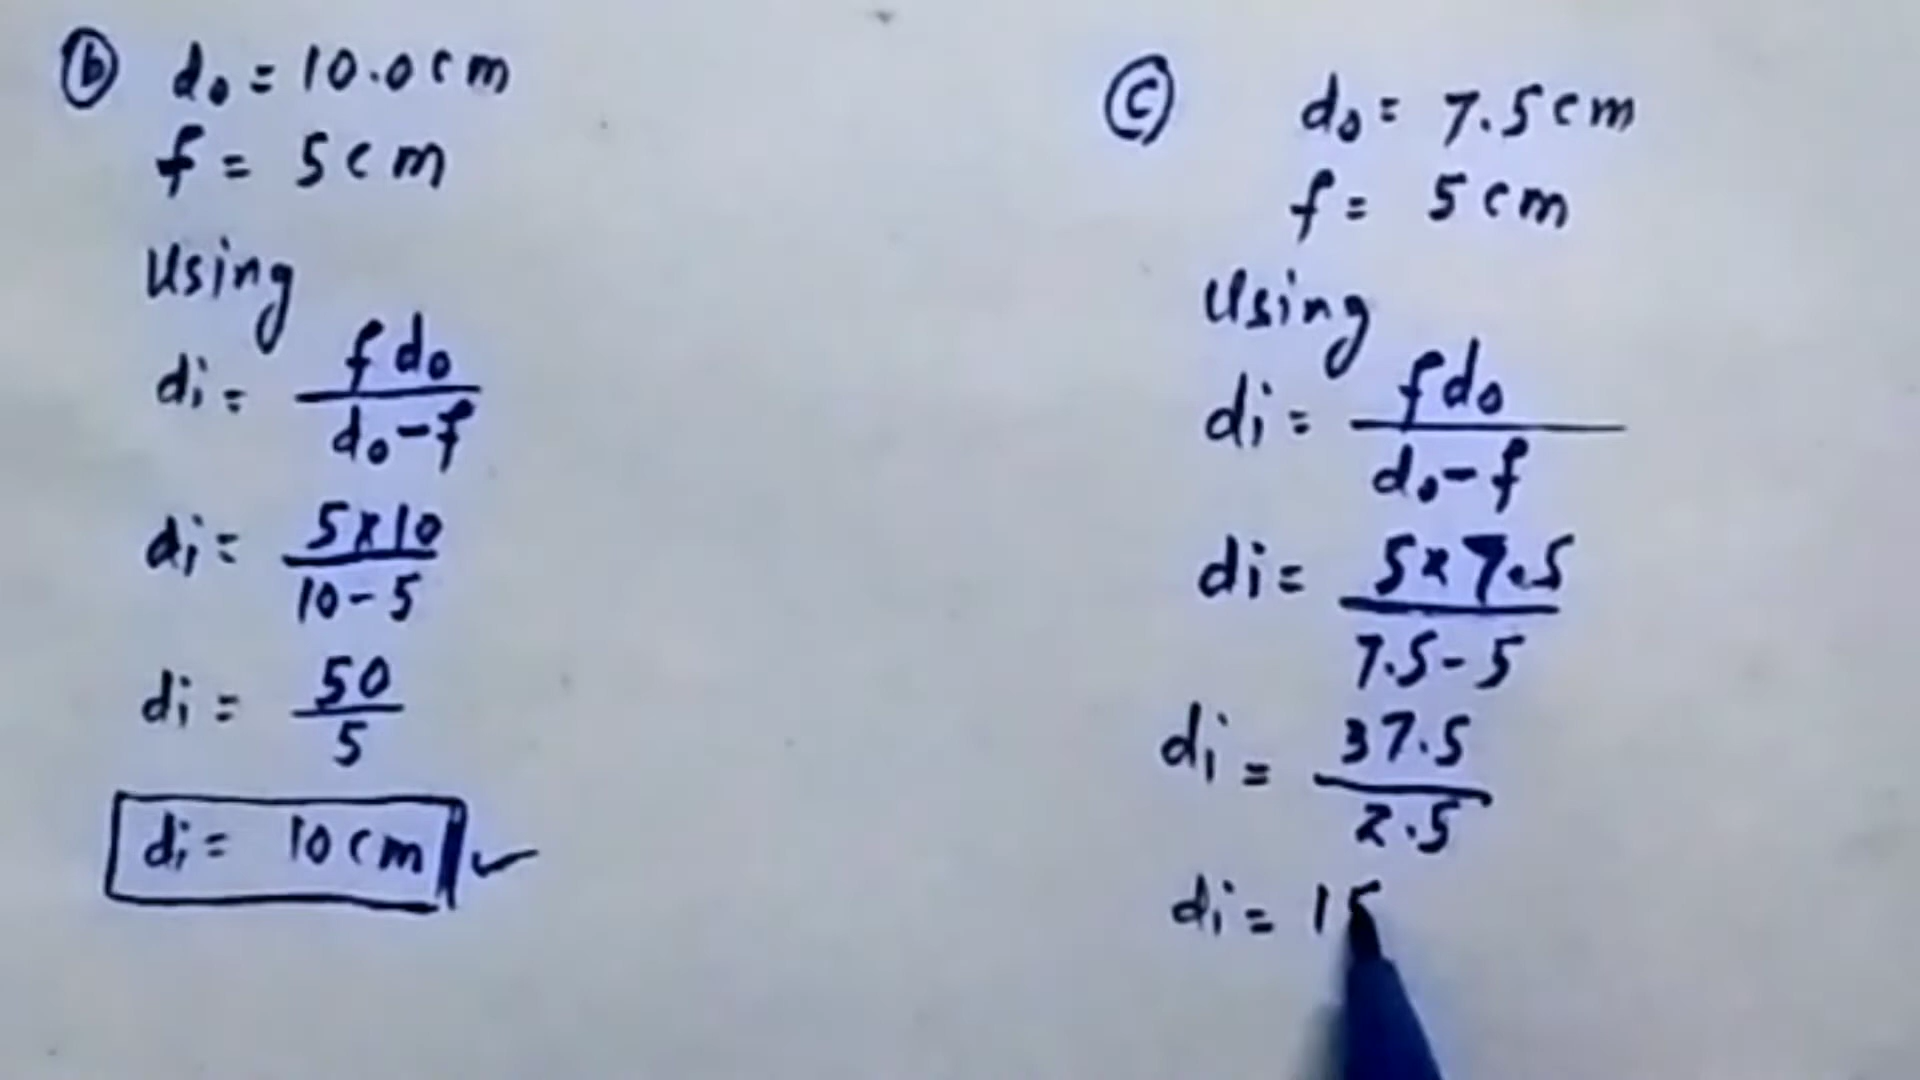 ⓑ d₀ = 10.0 cm
f = 5 cm
Using
di = f d₀ / d₀ - f
di = 5 × 10 / 10 - 5
di = 50 / 5
di = 10 cm ✓
ⓒ d₀ = 7.5 cm
f = 5 cm
Using
di = f d₀ / d₀ - f
di = 5 × 7.5 / 7.5 - 5
di = 37.5 / 2.5
di = 15